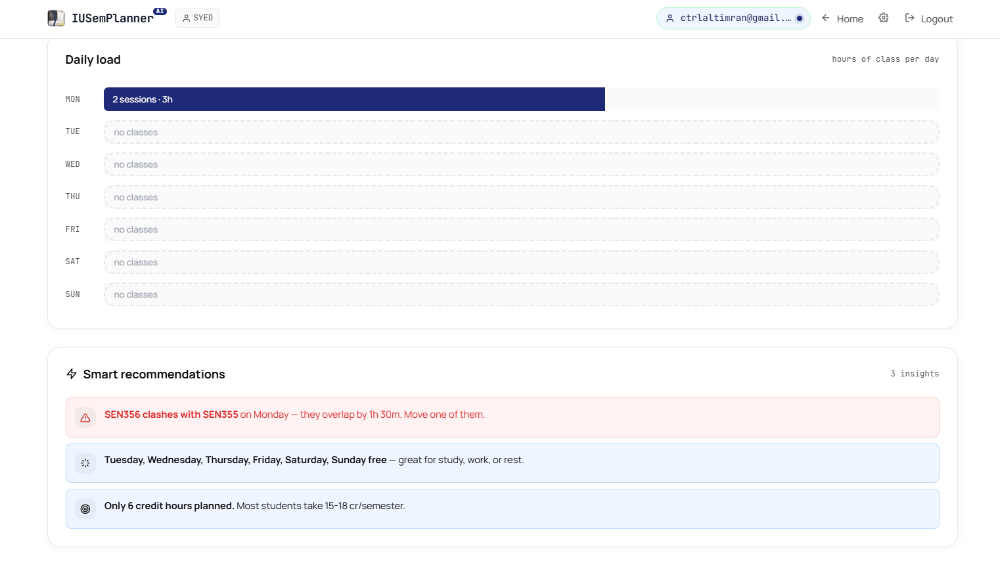 IUSemPlanner AI SYED ctrlaltimran@gmail.… Home Logout
Daily load hours of class per day
MON 2 sessions · 3h
TUE no classes
WED no classes
THU no classes
FRI no classes
SAT no classes
SUN no classes
Smart recommendations 3 insights
SEN356 clashes with SEN355 on Monday — they overlap by 1h 30m. Move one of them.
Tuesday, Wednesday, Thursday, Friday, Saturday, Sunday free — great for study, work, or rest.
Only 6 credit hours planned. Most students take 15-18 cr/semester.